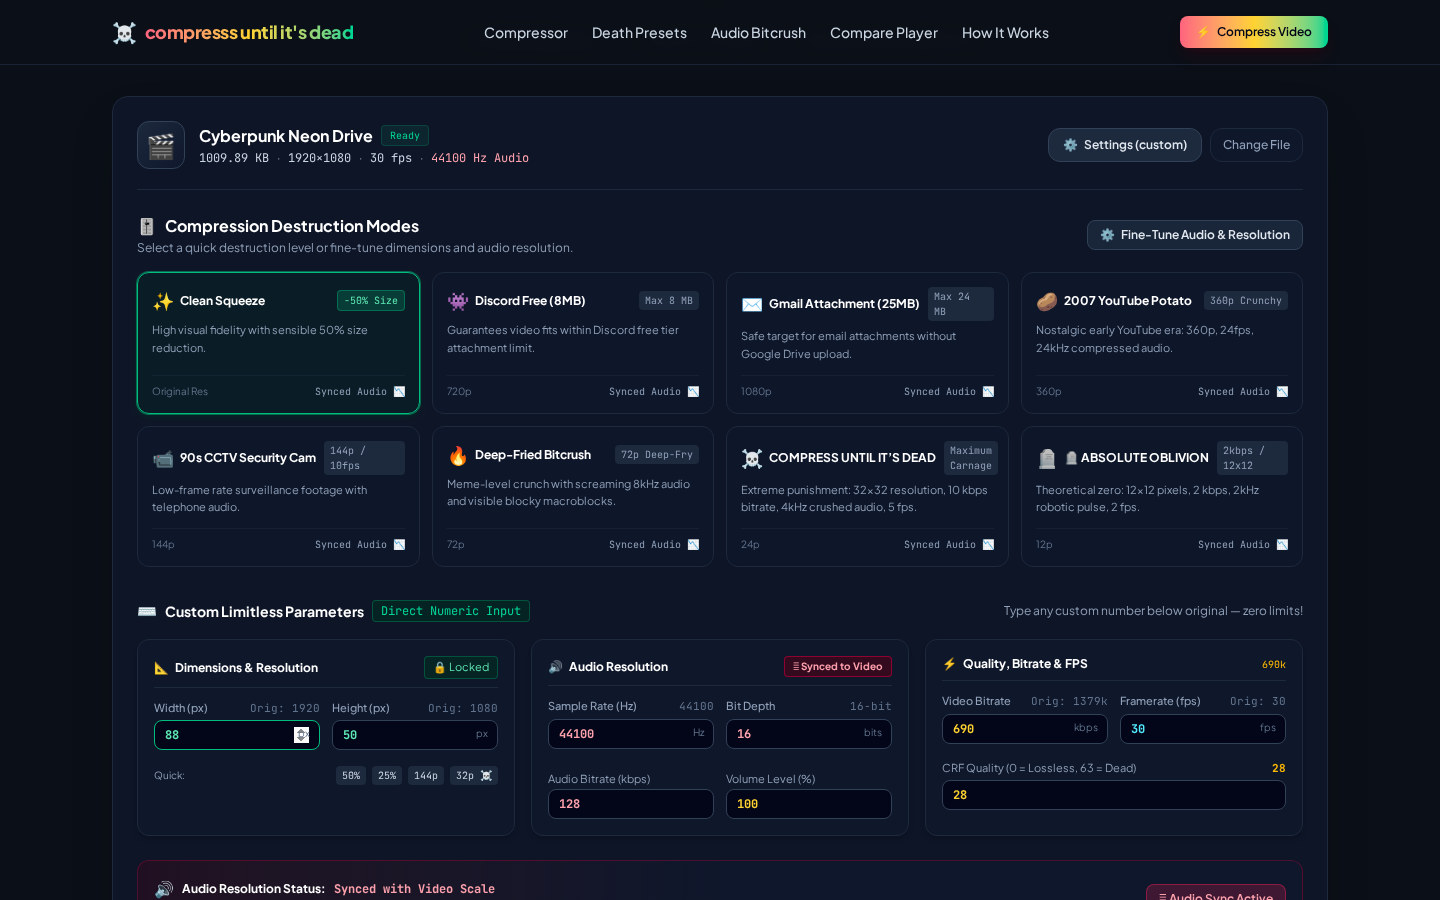 ☠️ compresss until it's dead
Compressor Death Presets Audio Bitcrush Compare Player How It Works
⚡ Compress Video
Cyberpunk Neon Drive Ready
1009.89 KB · 1920×1080 · 30 fps · 44100 Hz Audio
⚙️ Settings (custom) Change File
🎚️ Compression Destruction Modes
Select a quick destruction level or fine-tune dimensions and audio resolution.
⚙️ Fine-Tune Audio & Resolution
✨ Clean Squeeze -50% Size
High visual fidelity with sensible 50% size
reduction.
Original Res Synced Audio 📉
👾 Discord Free (8MB) Max 8 MB
Guarantees video fits within Discord free tier
attachment limit.
720p Synced Audio 📉
✉️ Gmail Attachment (25MB) Max 24
MB
Safe target for email attachments without
Google Drive upload.
1080p Synced Audio 📉
🥔 2007 YouTube Potato 360p Crunchy
Nostalgic early YouTube era: 360p, 24fps,
24kHz compressed audio.
360p Synced Audio 📉
📹 90s CCTV Security Cam 144p /
10fps
Low-frame rate surveillance footage with
telephone audio.
144p Synced Audio 📉
🔥 Deep-Fried Bitcrush 72p Deep-Fry
Meme-level crunch with screaming 8kHz audio
and visible blocky macroblocks.
72p Synced Audio 📉
☠️ COMPRESS UNTIL IT'S DEAD Maximum
Carnage
Extreme punishment: 32×32 resolution, 10 kbps
bitrate, 4kHz crushed audio, 5 fps.
24p Synced Audio 📉
🪦 🪦 ABSOLUTE OBLIVION 2kbps /
12x12
Theoretical zero: 12×12 pixels, 2 kbps, 2kHz
robotic pulse, 2 fps.
12p Synced Audio 📉
⌨️ Custom Limitless Parameters Direct Numeric Input
Type any custom number below original — zero limits!
📐 Dimensions & Resolution 🔒 Locked
Width (px) Orig: 1920 Height (px) Orig: 1080
88 50 px
Quick: 50% 25% 144p 32p ☠️
🔊 Audio Resolution Synced to Video
Sample Rate (Hz) 44100 Bit Depth 16-bit
44100 Hz 16 bits
Audio Bitrate (kbps) Volume Level (%)
128 100
⚡ Quality, Bitrate & FPS 690k
Video Bitrate Orig: 1379k Framerate (fps) Orig: 30
690 kbps 30 fps
CRF Quality (0 = Lossless, 63 = Dead) 28
28
🔊 Audio Resolution Status: Synced with Video Scale
Audio Sync Active